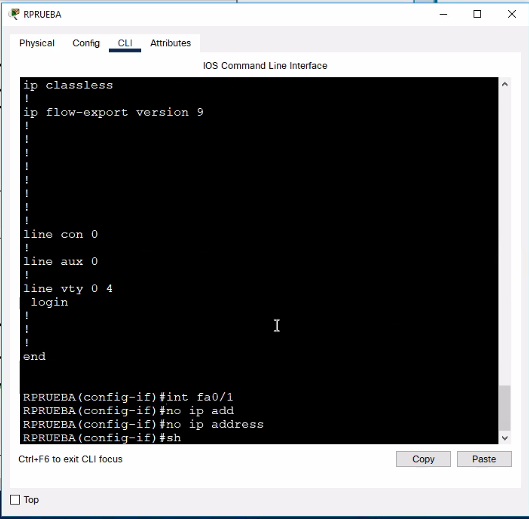 RPRUEBA
Physical Config CLI Attributes
IOS Command Line Interface
ip classless
!
ip flow-export version 9
!
!
!
!
!
!
!
!
line con 0
!
line aux 0
!
line vty 0 4
login
!
!
!
end
RPRUEBA(config-if)#int fa0/1
RPRUEBA(config-if)#no ip add
RPRUEBA(config-if)#no ip address
RPRUEBA(config-if)#sh
Ctrl+F6 to exit CLI focus
Copy Paste
Top